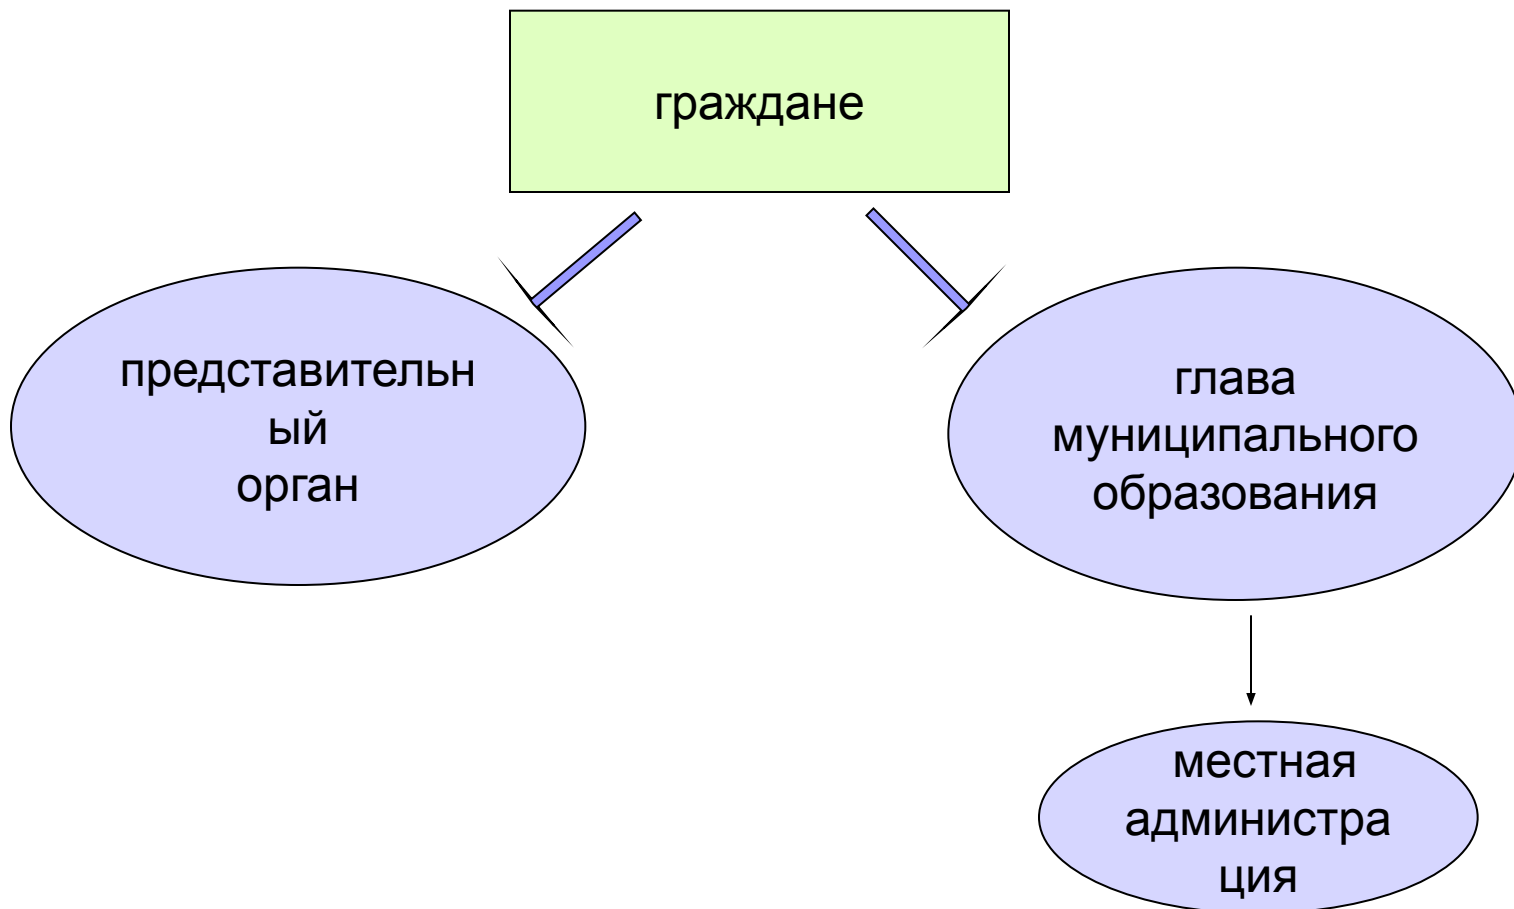 граждане
представительн
ый
орган
глава
муниципального
образования
местная
администра
ция